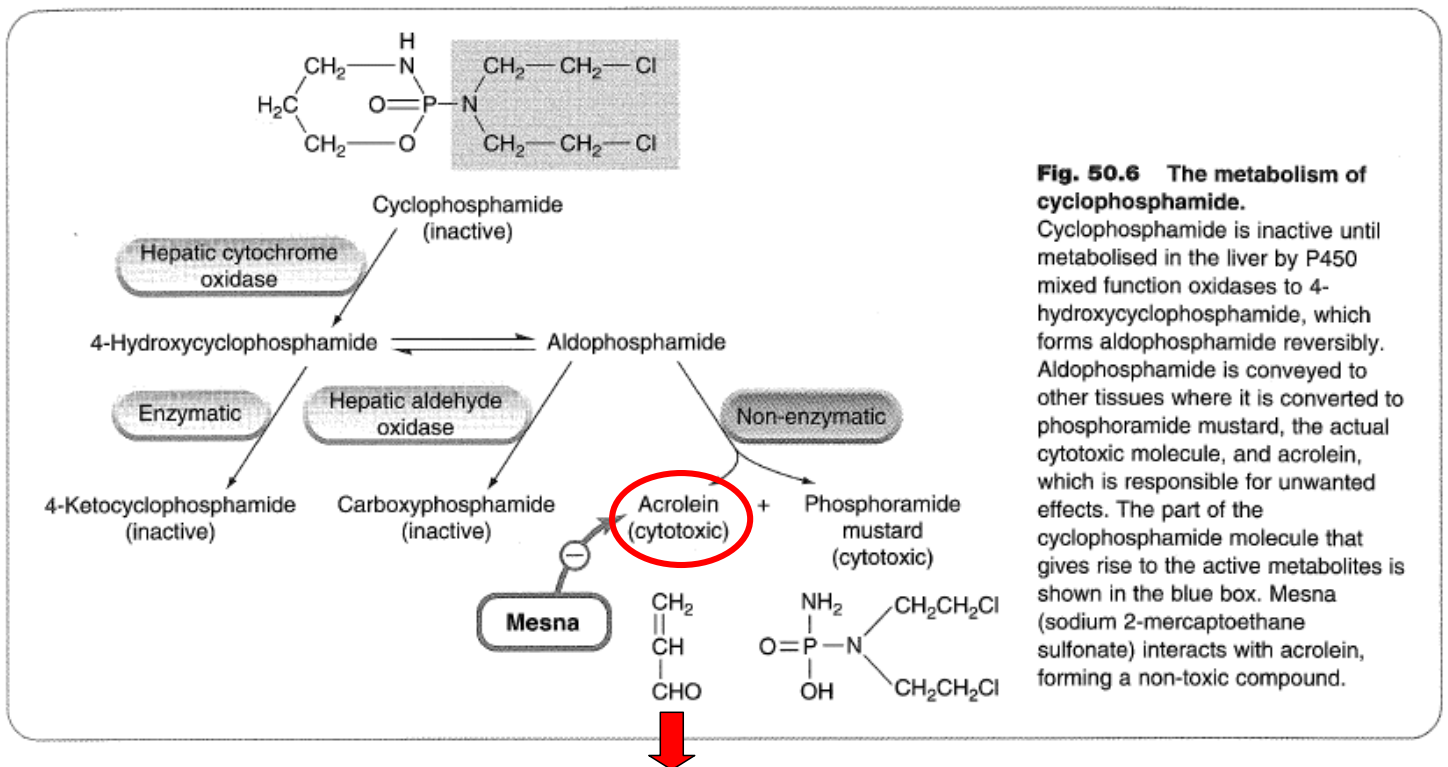 H
CH2—N CH2—CH2—Cl
H2C O=P—N
CH2—O CH2—CH2—Cl
Cyclophosphamide
(inactive)
Hepatic cytochrome
oxidase
4-Hydroxycyclophosphamide
Aldophosphamide
Enzymatic
Hepatic aldehyde
oxidase
Non-enzymatic
4-Ketocyclophosphamide
(inactive)
Carboxyphosphamide
(inactive)
Acrolein
(cytotoxic)
+
Phosphoramide
mustard
(cytotoxic)
−
Mesna
CH2
CH
CHO
NH2 CH2CH2Cl
O=P—N
OH CH2CH2Cl
Fig. 50.6 The metabolism of
cyclophosphamide.
Cyclophosphamide is inactive until
metabolised in the liver by P450
mixed function oxidases to 4-
hydroxycyclophosphamide, which
forms aldophosphamide reversibly.
Aldophosphamide is conveyed to
other tissues where it is converted to
phosphoramide mustard, the actual
cytotoxic molecule, and acrolein,
which is responsible for unwanted
effects. The part of the
cyclophosphamide molecule that
gives rise to the active metabolites is
shown in the blue box. Mesna
(sodium 2-mercaptoethane
sulfonate) interacts with acrolein,
forming a non-toxic compound.